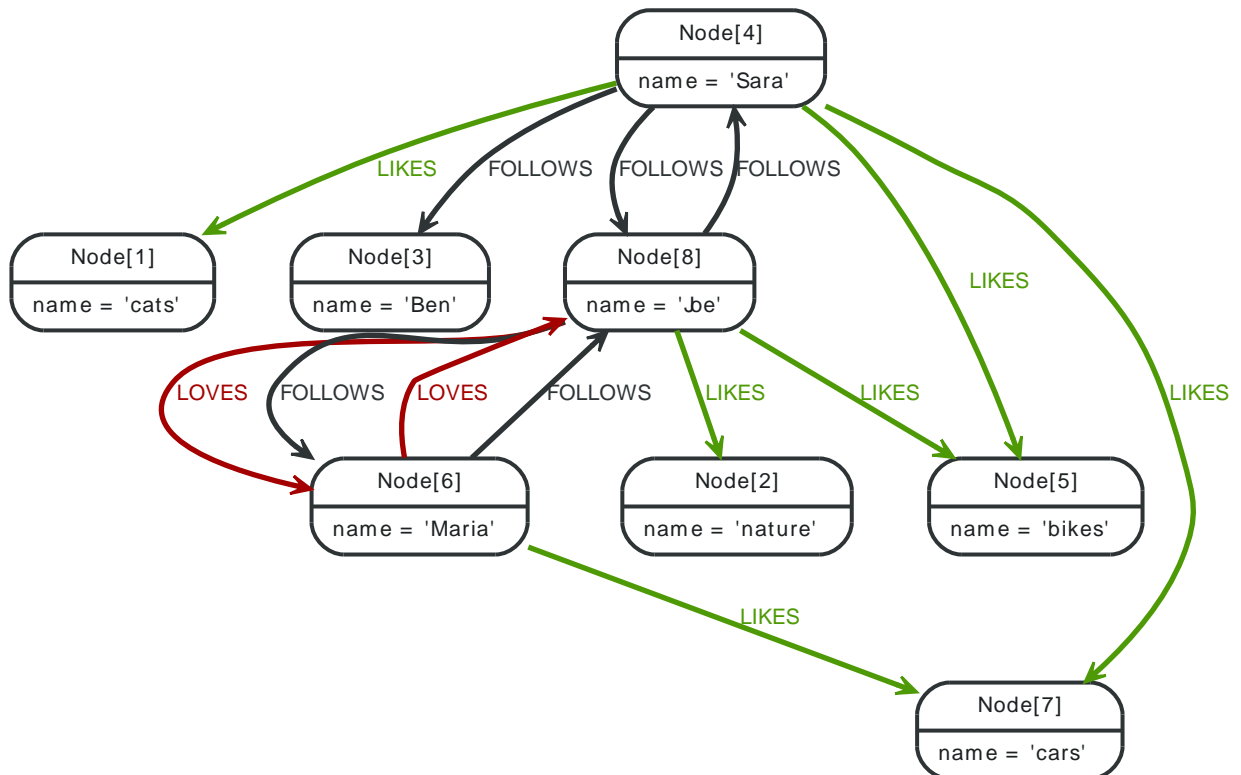 Node[4]
name = 'Sara'
LIKES
FOLLOWS
FOLLOWS
FOLLOWS
Node[1]
name = 'cats'
Node[3]
name = 'Ben'
Node[8]
name = 'Joe'
LIKES
LOVES
FOLLOWS
LOVES
FOLLOWS
LIKES
LIKES
LIKES
Node[6]
name = 'Maria'
Node[2]
name = 'nature'
Node[5]
name = 'bikes'
LIKES
Node[7]
name = 'cars'